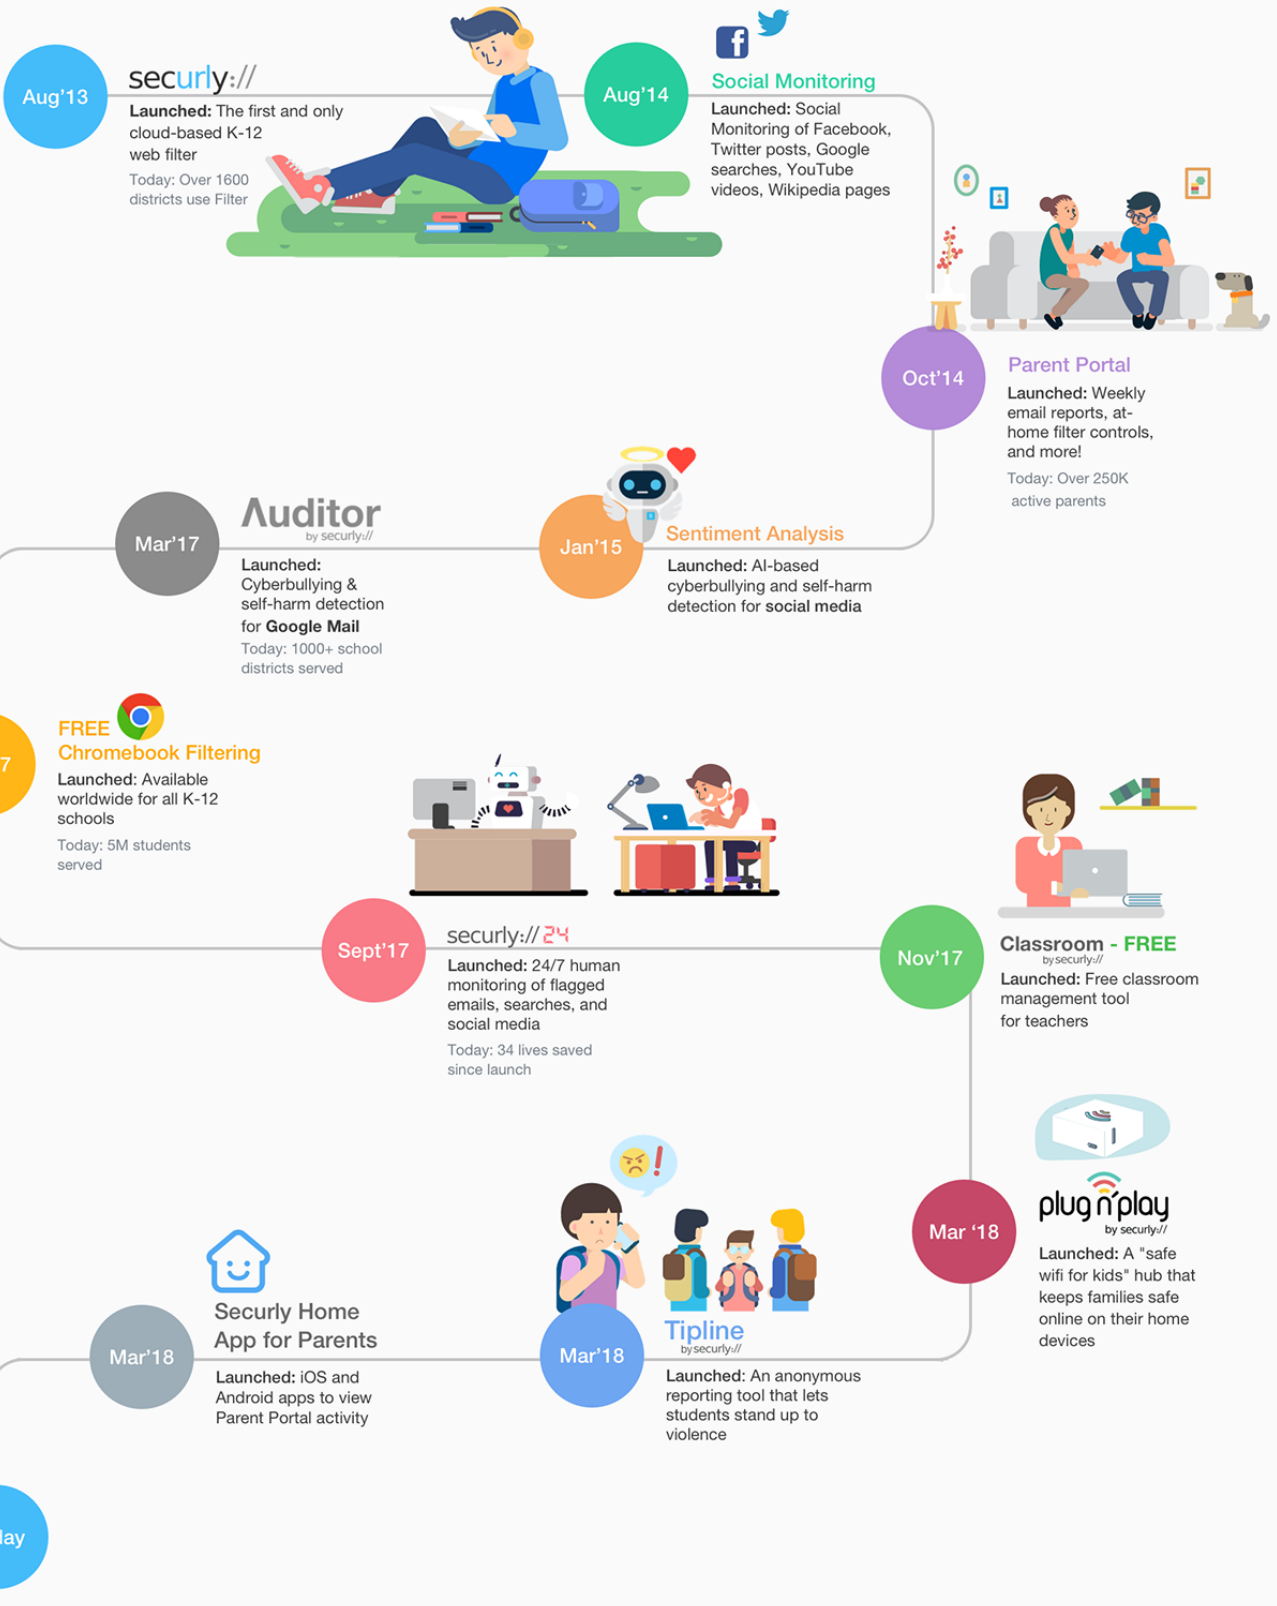 Aug'13
securly://
Launched: The first and only
cloud-based K-12
web filter
Today: Over 1600
districts use Filter
Aug'14
f
Social Monitoring
Launched: Social
Monitoring of Facebook,
Twitter posts, Google
searches, YouTube
videos, Wikipedia pages
Oct'14
Parent Portal
Launched: Weekly
email reports, at-
home filter controls,
and more!
Today: Over 250K
active parents
Jan'15
Sentiment Analysis
Launched: AI-based
cyberbullying and self-harm
detection for social media
Mar'17
Auditor
by securly://
Launched:
Cyberbullying &
self-harm detection
for Google Mail
Today: 1000+ school
districts served
7
FREE
Chromebook Filtering
Launched: Available
worldwide for all K-12
schools
Today: 5M students
served
Sept'17
securly:// 24
Launched: 24/7 human
monitoring of flagged
emails, searches, and
social media
Today: 34 lives saved
since launch
Nov'17
Classroom - FREE
by securly://
Launched: Free classroom
management tool
for teachers
Mar '18
plug n'play
by securly://
Launched: A "safe
wifi for kids" hub that
keeps families safe
online on their home
devices
Mar'18
Tipline
by securly://
Launched: An anonymous
reporting tool that lets
students stand up to
violence
Mar'18
Securly Home
App for Parents
Launched: iOS and
Android apps to view
Parent Portal activity
ay